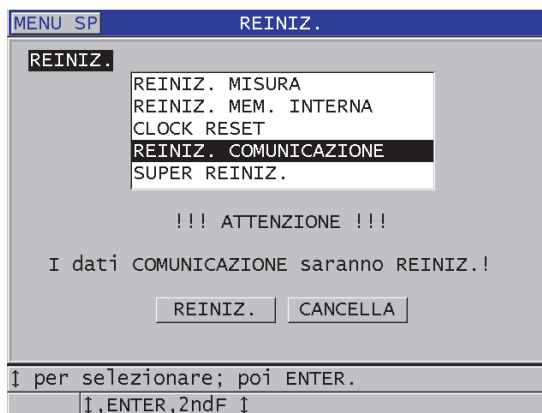 MENU SP REINIZ.
REINIZ.
REINIZ. MISURA
REINIZ. MEM. INTERNA
CLOCK RESET
REINIZ. COMUNICAZIONE
SUPER REINIZ.
!!! ATTENZIONE !!!
I dati COMUNICAZIONE saranno REINIZ.!
REINIZ. CANCELLA
↕ per selezionare; poi ENTER.
↕,ENTER,2ndF ↕